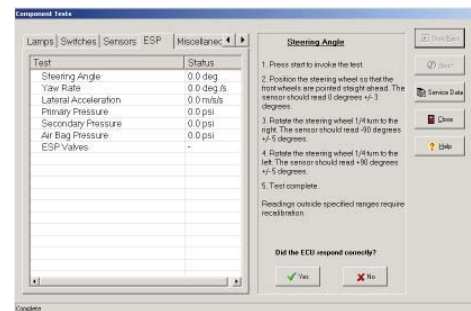 Component Tests
Lamps Switches Sensors ESP Miscellanec
Test Status
Steering Angle 0.0 deg
Yaw Rate 0.0 deg/s
Lateral Acceleration 0.0 m/s/s
Primary Pressure 0.0 psi
Secondary Pressure 0.0 psi
Air Bag Pressure 0.0 psi
ESP Valves -
Steering Angle
1. Press start to invoke the test.
2. Position the steering wheel so that the
front wheels are pointed staight ahead. The
sensor should read 0 degrees +/- 3
degrees.
3. Rotate the steering wheel 1/4 turn to the
right. The sensor should read -90 degrees
+/- 5 degrees.
4. Rotate the steering wheel 1/4 turn to the
left. The sensor should read +90 degrees
+/- 5 degrees.
5. Test complete.
Readings outside specified ranges require
recalibration.
Did the ECU respond correctly?
Yes No
Service Data
Close
Help
Complete